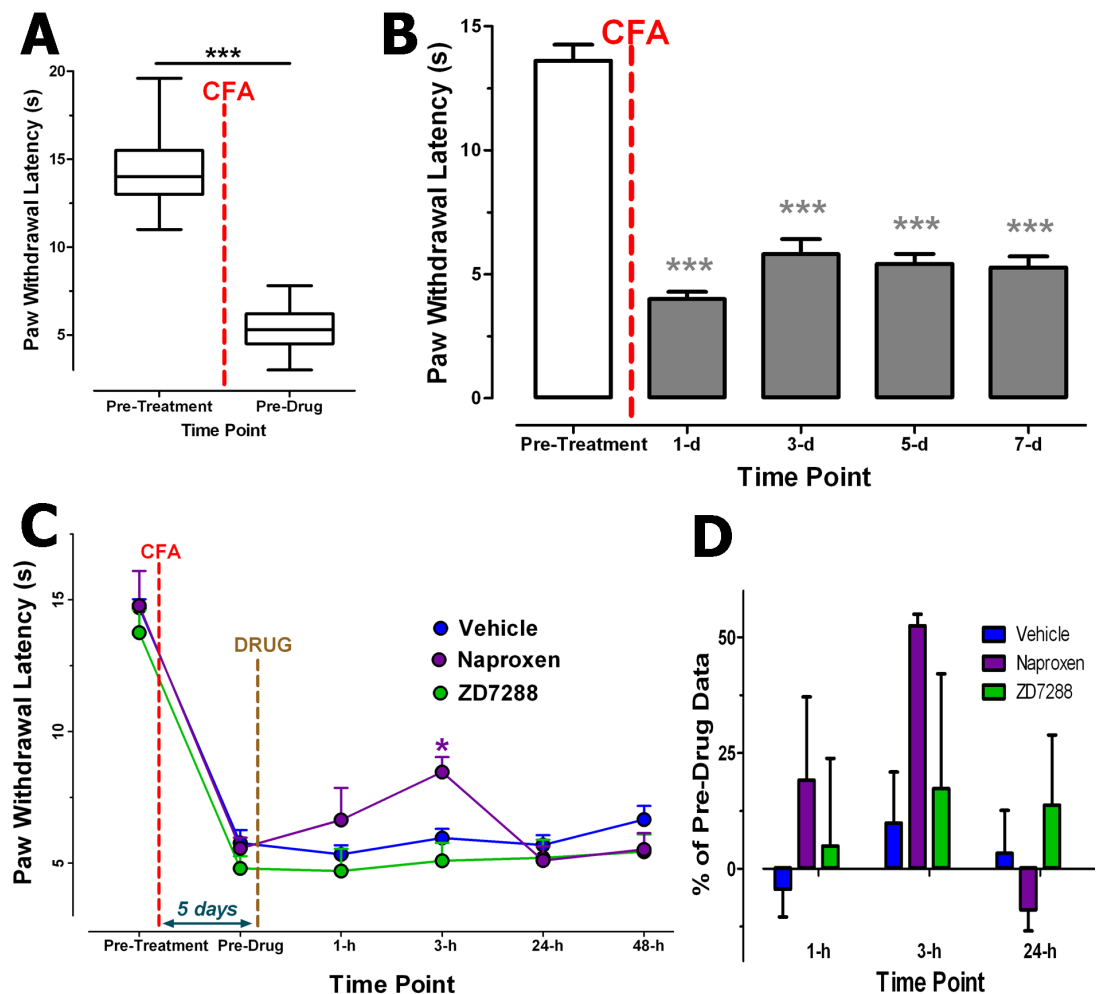 A
***
CFA
Paw Withdrawal Latency (s)
20
15
10
5
Pre-Treatment Pre-Drug
Time Point
B
CFA
Paw Withdrawal Latency (s)
15
10
5
0
***
***
***
***
Pre-Treatment 1-d 3-d 5-d 7-d
Time Point
C
CFA
DRUG
Paw Withdrawal Latency (s)
15
10
5
Vehicle
Naproxen
ZD7288
*
5 days
Pre-Treatment Pre-Drug 1-h 3-h 24-h 48-h
Time Point
D
% of Pre-Drug Data
50
25
0
Vehicle
Naproxen
ZD7288
1-h 3-h 24-h
Time Point